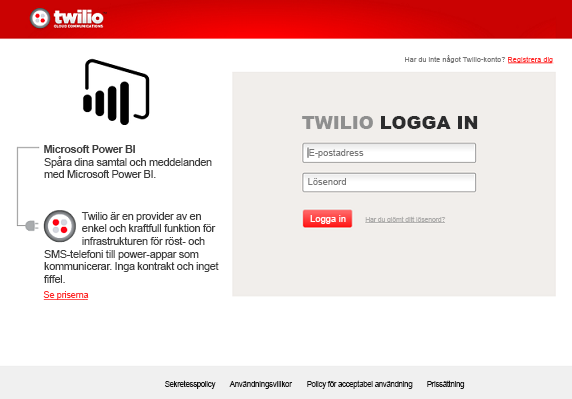 twilio
CLOUD COMMUNICATIONS
Har du inte något Twilio-konto? Registrera dig
Microsoft Power BI
Spåra dina samtal och meddelanden
med Microsoft Power BI.
Twilio är en provider av en
enkel och kraftfull funktion för
infrastrukturen för röst- och
SMS-telefoni till power-appar som
kommunicerar. Inga kontrakt och inget
fiffel.
Se priserna
TWILIO LOGGA IN
E-postadress
Lösenord
Logga in
Har du glömt ditt lösenord?
Sekretesspolicy Användningsvillkor Policy för acceptabel användning Prissättning